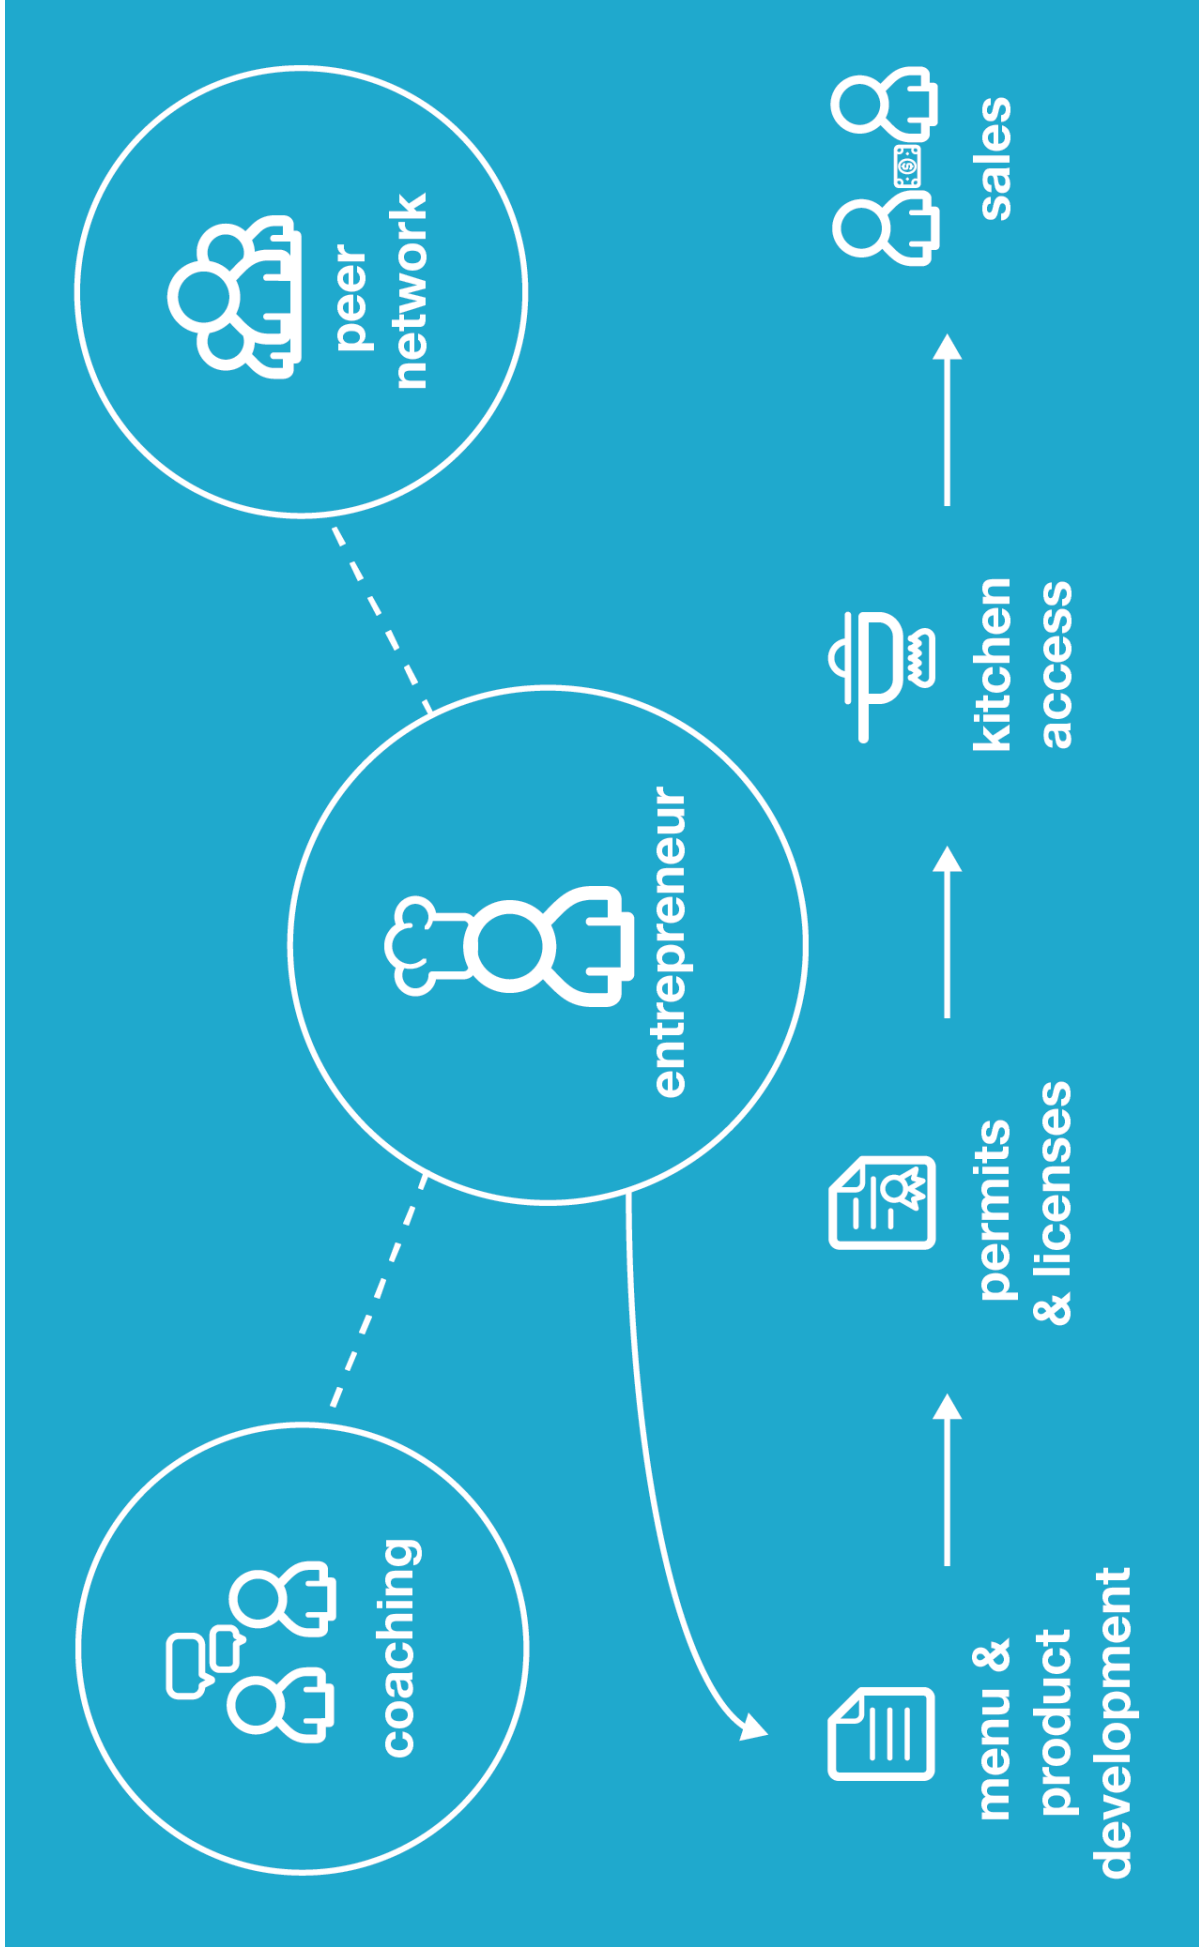 coaching
entrepreneur
peer
network
menu &
product
development
permits
& licenses
kitchen
access
sales